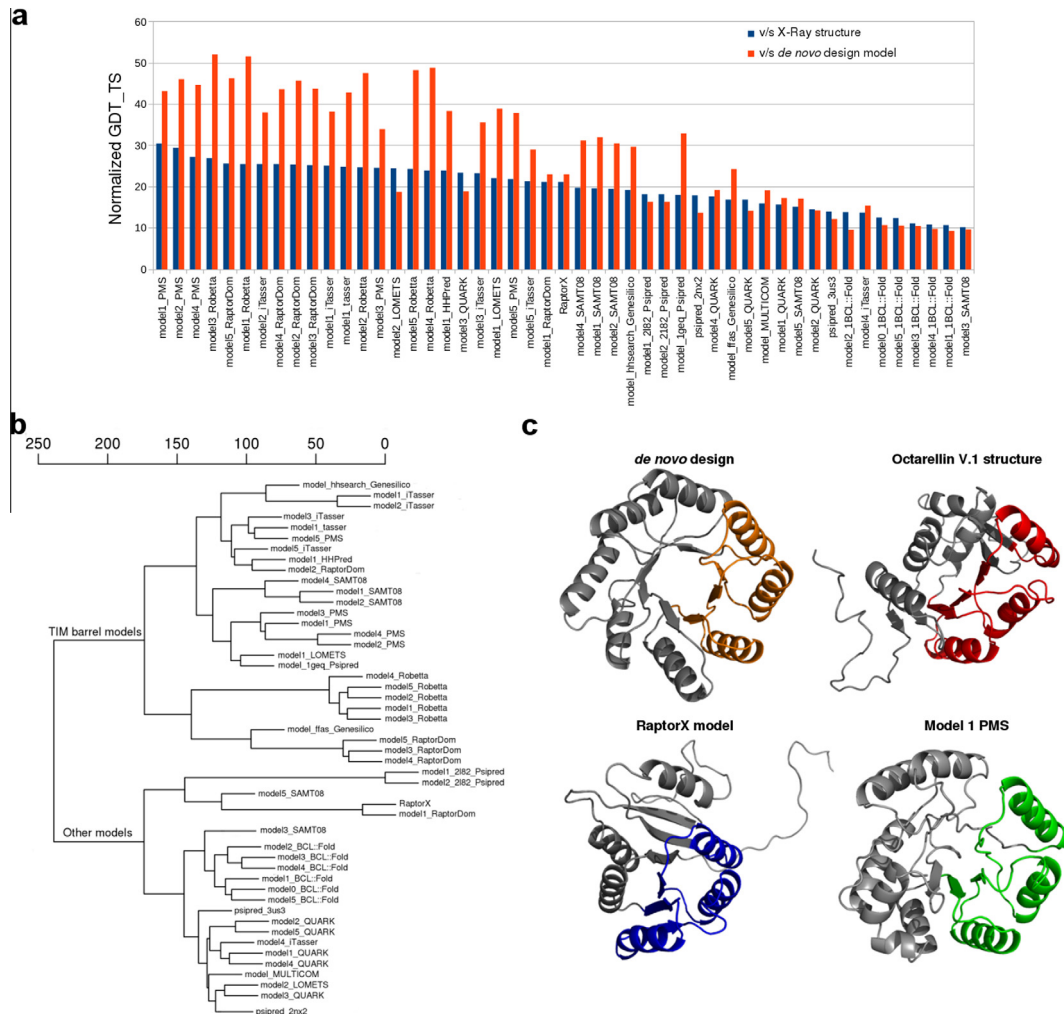 a
60
50
40
30
20
10
0
Normalized GDT_TS
v/s X-Ray structure
v/s de novo design model
model1_PMS
model2_PMS
model4_PMS
model3_Robetta
model5_RaptorDom
model1_Robetta
model2_iTasser
model4_RaptorDom
model2_RaptorDom
model3_RaptorDom
model1_iTasser
model1_tasser
model2_Robetta
model3_PMS
model2_LOMETS
model5_Robetta
model4_Robetta
model1_HHPred
model3_QUARK
model3_iTasser
model1_LOMETS
model5_PMS
model5_iTasser
model1_RaptorDom
RaptorX
model4_SAMT08
model1_SAMT08
model2_SAMT08
model_hhsearch_Genesilico
model1_2I82_Psipred
model2_2182_Psipred
model_1geq_Psipred
psipred_2nx2
model4_QUARK
model_ffas_Genesilico
model5_QUARK
model_MULTICOM
model1_QUARK
model5_SAMT08
model2_QUARK
psipred_3us3
model2_1BCL::Fold
model4_iTasser
model0_1BCL::Fold
model5_1BCL::Fold
model3_1BCL::Fold
model4_1BCL::Fold
model1_1BCL::Fold
model3_SAMT08
b
250 200 150 100 50 0
model_hhsearch_Genesilico
model1_iTasser
model2_iTasser
model3_iTasser
model1_tasser
model5_PMS
model5_iTasser
model1_HHPred
model2_RaptorDom
model4_SAMT08
model1_SAMT08
model2_SAMT08
model3_PMS
model1_PMS
TIM barrel models
model4_PMS
model2_PMS
model1_LOMETS
model_1geq_Psipred
model4_Robetta
model5_Robetta
model2_Robetta
model1_Robetta
model3_Robetta
model_ffas_Genesilico
model5_RaptorDom
model3_RaptorDom
model4_RaptorDom
model1_2I82_Psipred
model2_2I82_Psipred
model5_SAMT08
RaptorX
model1_RaptorDom
Other models
model3_SAMT08
model2_BCL::Fold
model3_BCL::Fold
model4_BCL::Fold
model1_BCL::Fold
model0_BCL::Fold
model5_BCL::Fold
psipred_3us3
model2_QUARK
model5_QUARK
model4_iTasser
model1_QUARK
model4_QUARK
model_MULTICOM
model2_LOMETS
model3_QUARK
psipred_2nx2
c
de novo design
Octarellin V.1 structure
RaptorX model
Model 1 PMS